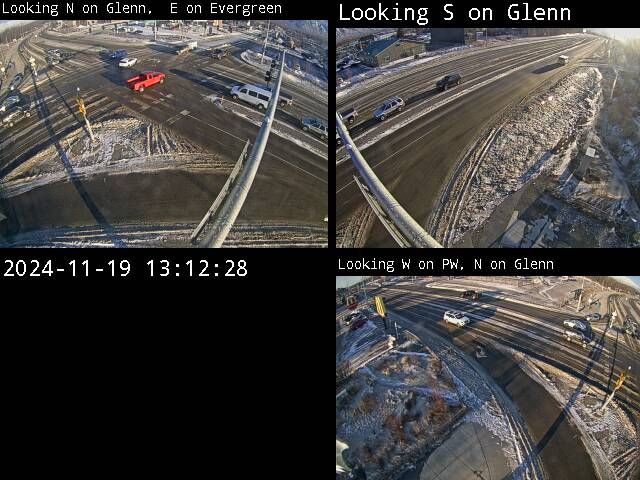 Looking N on Glenn,  E on Evergreen
Looking S on Glenn
2024-11-19 13:12:28
Looking W on PW, N on Glenn